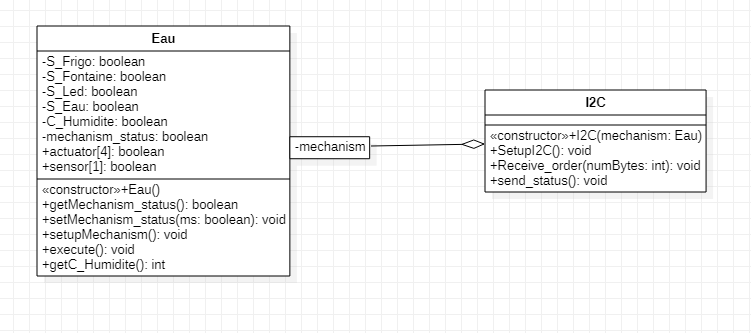 Eau
-S_Frigo: boolean
-S_Fontaine: boolean
-S_Led: boolean
-S_Eau: boolean
-C_Humidite: boolean
-mechanism_status: boolean
+actuator[4]: boolean
+sensor[1]: boolean
«constructor»+Eau()
+getMechanism_status(): boolean
+setMechanism_status(ms: boolean): void
+setupMechanism(): void
+execute(): void
+getC_Humidite(): int
-mechanism
I2C
«constructor»+I2C(mechanism: Eau)
+SetupI2C(): void
+Receive_order(numBytes: int): void
+send_status(): void